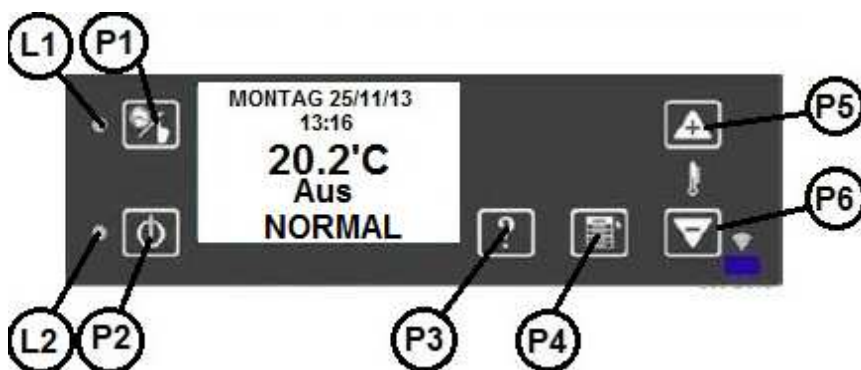 L1 P1
MONTAG 25/11/13
13:16
20.2'C
Aus
NORMAL
?
P5
P6
L2 P2 P3 P4